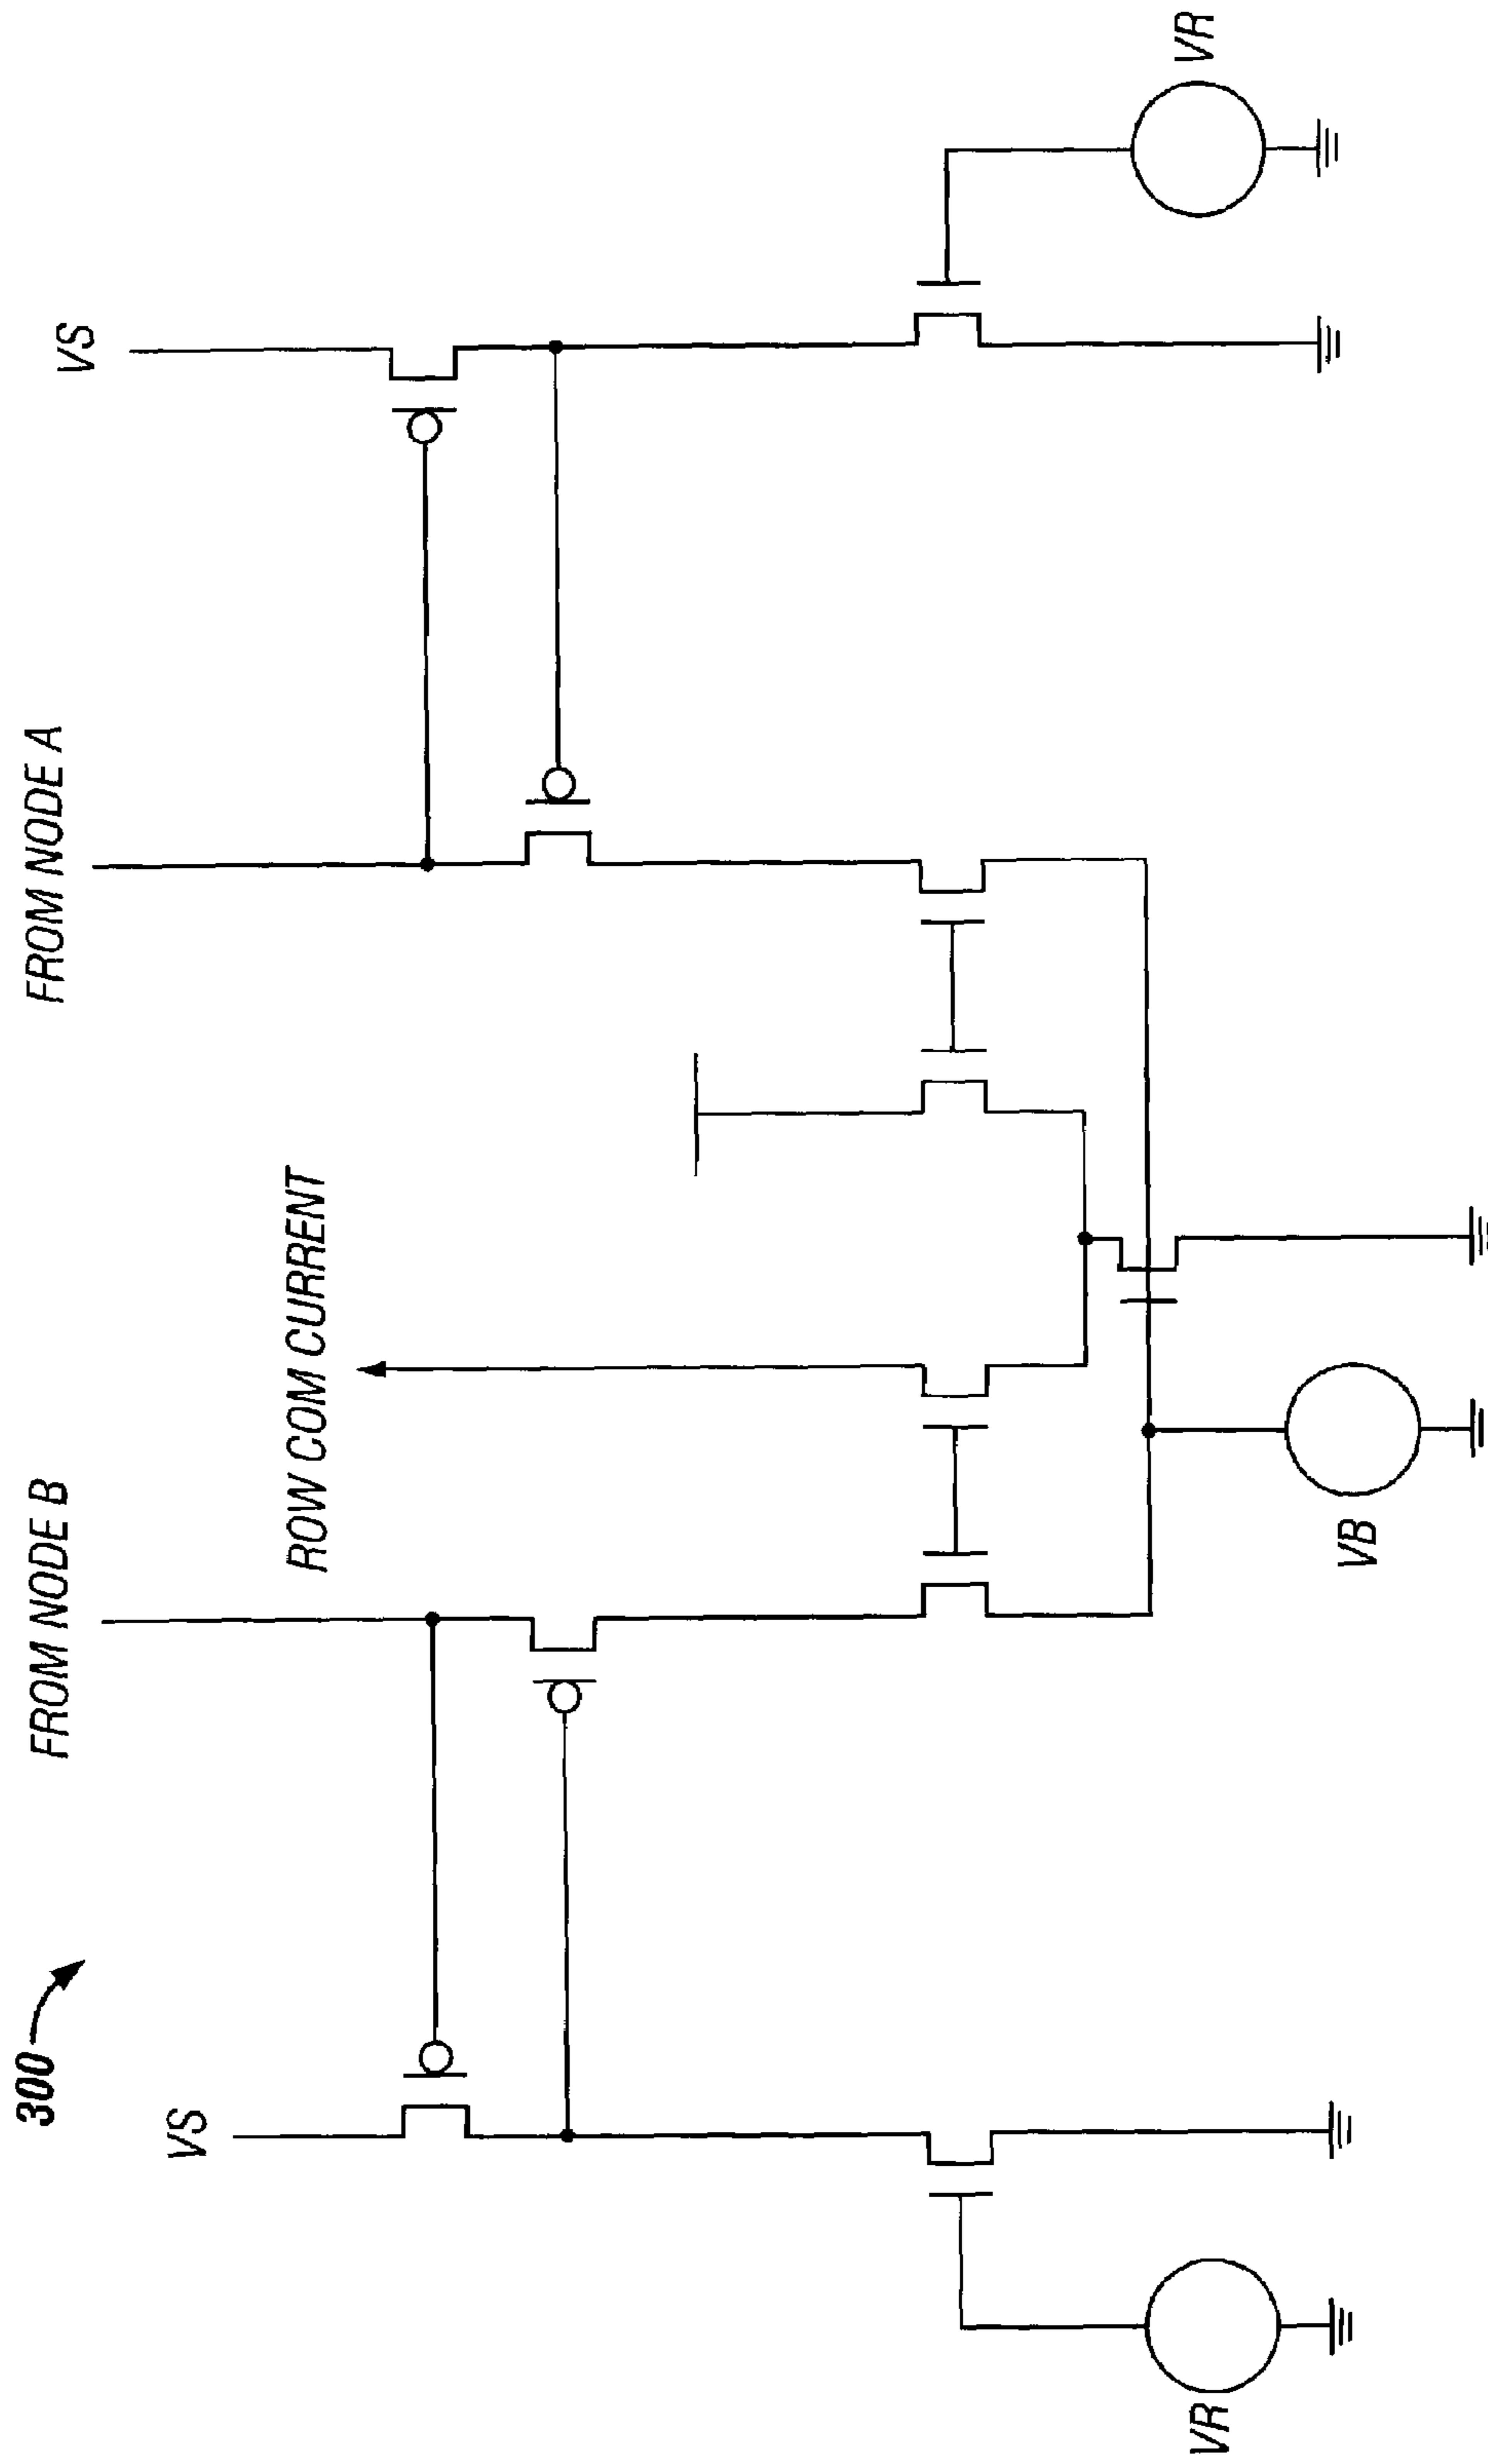 300
VS
FROM NODE B
FROM NODE A
VS
ROW COM CURRENT
VR
VB
VR